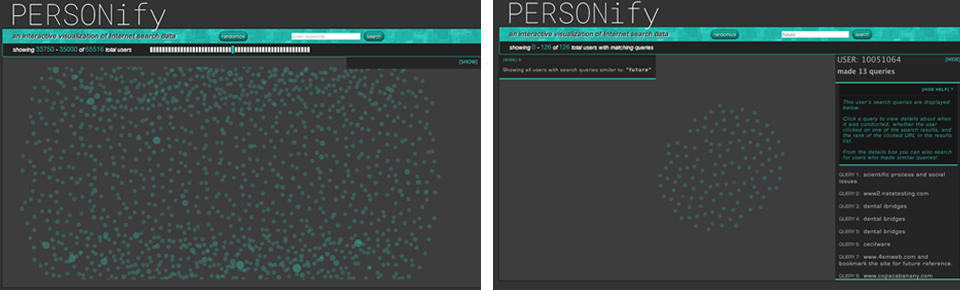 PERSONify
an interactive visualization of Internet search data
randomize
enter keywords
search
showing 33750 - 35000 of 65516 total users
[SHOW]
PERSONify
an interactive visualization of Internet search data
randomize
future
search
showing 0 - 126 of 126 total users with matching queries
Showing all users with search queries similar to: "future"
USER: 10051064
[HIDE]
made 13 queries
[HIDE HELP] ?
This user's search queries are displayed
below.
Click a query to view details about when
it was conducted, whether the user
clicked on one of the search results, and
the rank of the clicked URL in the results
list.
From the details box you can also search
for users who made similar queries!
QUERY 1: scientific process and social
issues
QUERY 2: www2.natetesting.com
QUERY 3: dental ibridges
QUERY 4: dental bridges
QUERY 5: dental bridges
QUERY 6: cecilware
QUERY 7: www.4emweb.com and
bookmark the site for future reference.
QUERY 8: www.copacabanany.com